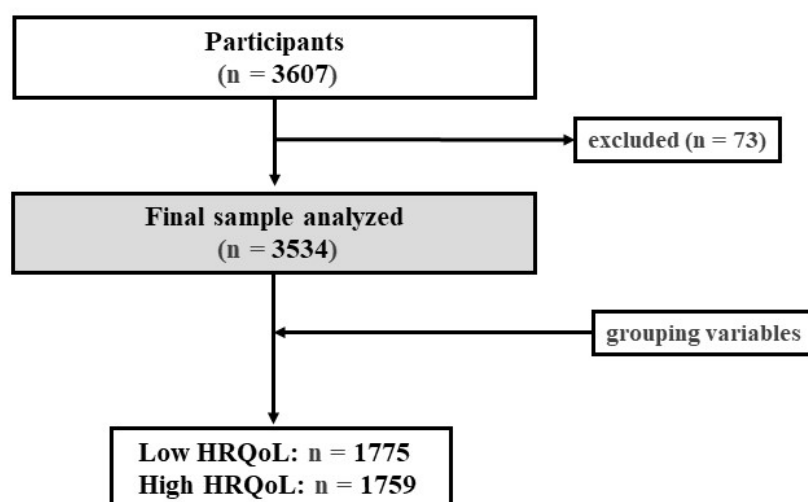 Participants
(n = 3607)
excluded (n = 73)
Final sample analyzed
(n = 3534)
grouping variables
Low HRQoL: n = 1775
High HRQoL: n = 1759